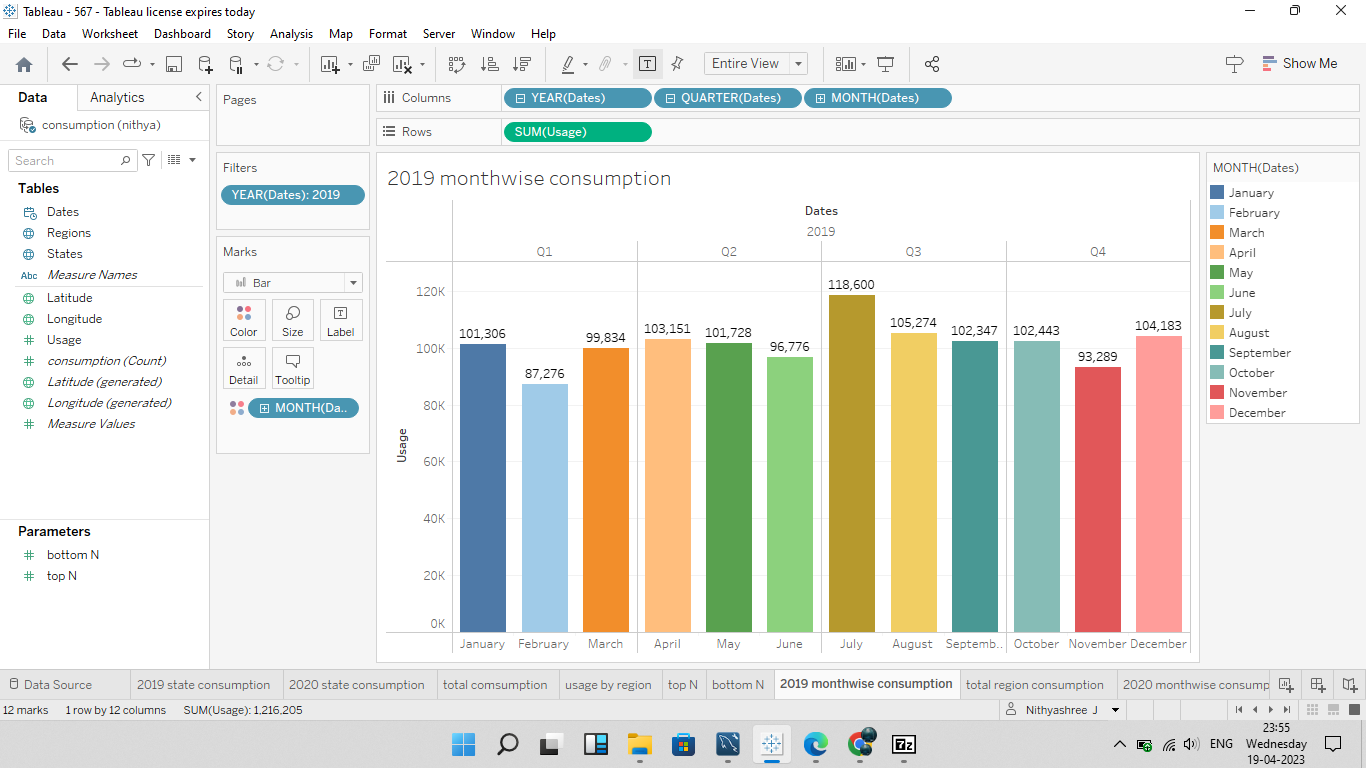 Tableau - 567 - Tableau license expires today
File Data Worksheet Dashboard Story Analysis Map Format Server Window Help
Entire View
Show Me
Data Analytics
consumption (nithya)
Search
Tables
Dates
Regions
States
Abc Measure Names
Latitude
Longitude
Usage
consumption (Count)
Latitude (generated)
Longitude (generated)
Measure Values
Parameters
bottom N
top N
Pages
Filters
YEAR(Dates): 2019
Marks
Bar
Color Size Label
Detail Tooltip
MONTH(Da..
Columns YEAR(Dates) QUARTER(Dates) MONTH(Dates)
Rows SUM(Usage)
2019 monthwise consumption
Dates
2019
Q1 Q2 Q3 Q4
Usage
120K
100K
80K
60K
40K
20K
0K
101,306 87,276 99,834 103,151 101,728 96,776 118,600 105,274 102,347 102,443 93,289 104,183
January February March April May June July August Septemb.. October November December
MONTH(Dates)
January
February
March
April
May
June
July
August
September
October
November
December
Data Source 2019 state consumption 2020 state consumption total comsumption usage by region top N bottom N 2019 monthwise consumption total region consumption 2020 monthwise consump
12 marks 1 row by 12 columns SUM(Usage): 1,216,205 Nithyashree J
7z
ENG
23:55
Wednesday
19-04-2023